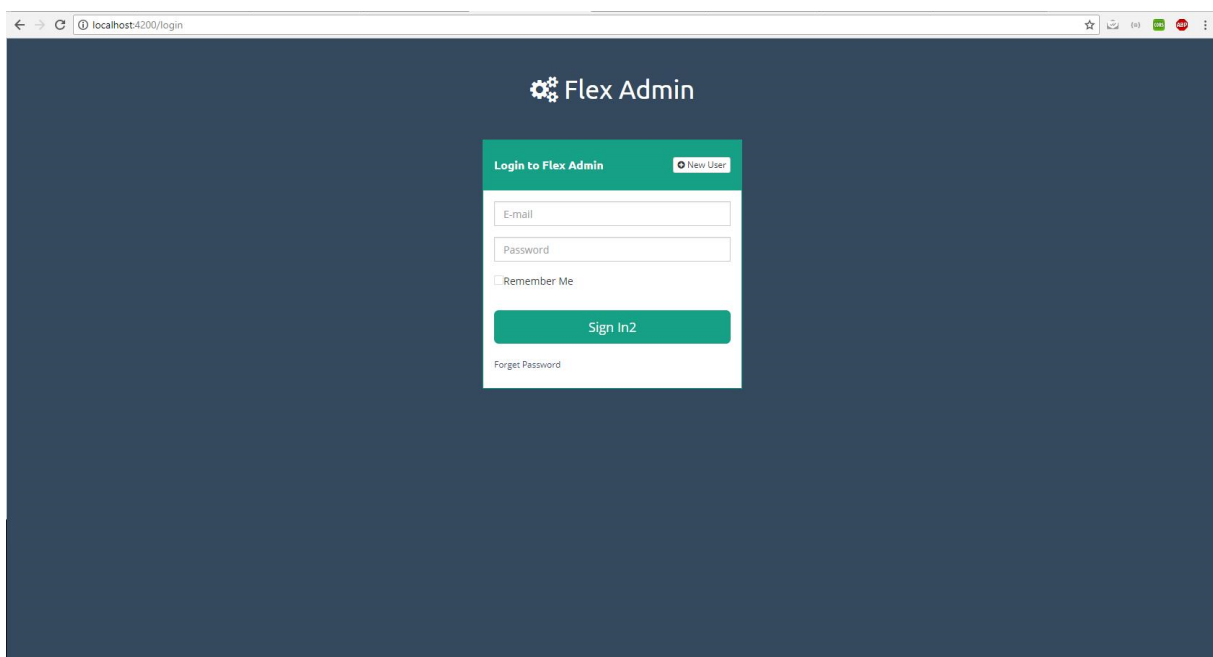 localhost:4200/login
Flex Admin
Login to Flex Admin
New User
E-mail
Password
Remember Me
Sign In2
Forget Password
ABP